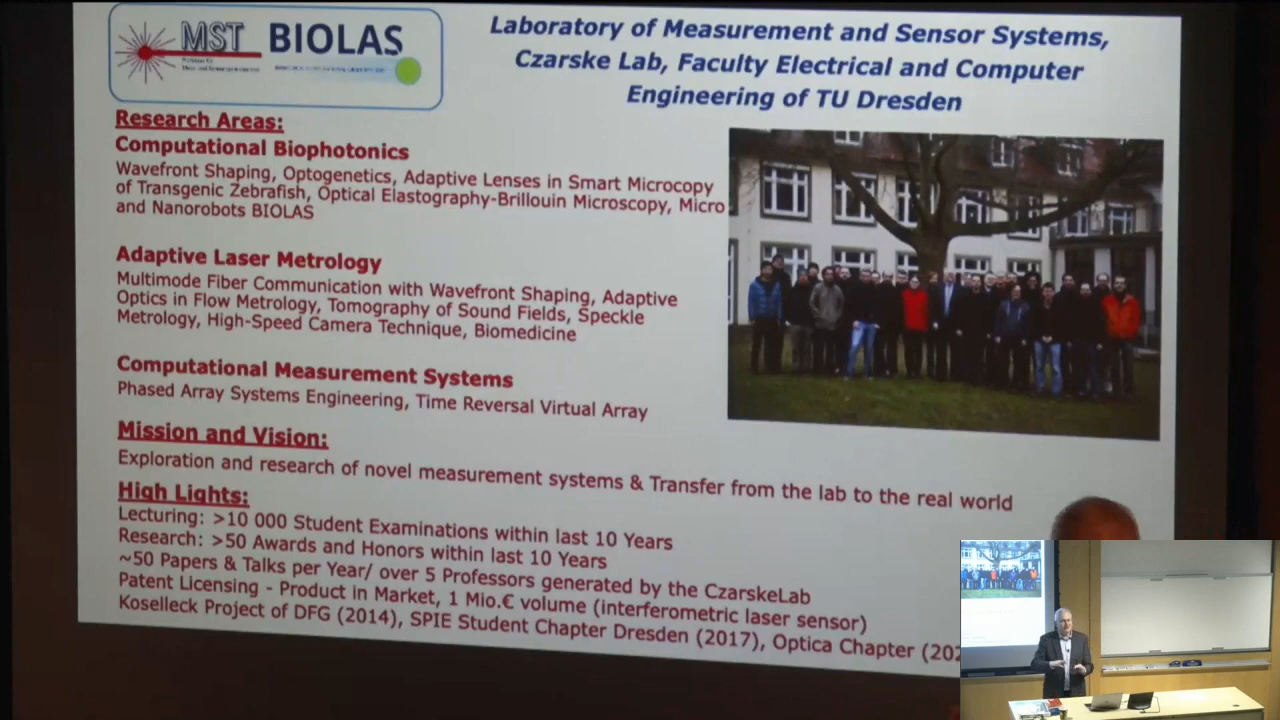 MST
BIOLAS
Laboratory of Measurement and Sensor Systems,
Czarske Lab, Faculty Electrical and Computer
Engineering of TU Dresden
Research Areas:
Computational Biophotonics
Wavefront Shaping, Optogenetics, Adaptive Lenses in Smart Microcopy
of Transgenic Zebrafish, Optical Elastography-Brillouin Microscopy, Micro
and Nanorobots BIOLAS
Adaptive Laser Metrology
Multimode Fiber Communication with Wavefront Shaping, Adaptive
Optics in Flow Metrology, Tomography of Sound Fields, Speckle
Metrology, High-Speed Camera Technique, Biomedicine
Computational Measurement Systems
Phased Array Systems Engineering, Time Reversal Virtual Array
Mission and Vision:
Exploration and research of novel measurement systems & Transfer from the lab to the real world
High Lights:
Lecturing: >10 000 Student Examinations within last 10 Years
Research: >50 Awards and Honors within last 10 Years
~50 Papers & Talks per Year/ over 5 Professors generated by the CzarskeLab
Patent Licensing - Product in Market, 1 Mio.€ volume (interferometric laser sensor)
Koselleck Project of DFG (2014), SPIE Student Chapter Dresden (2017), Optica Chapter (202